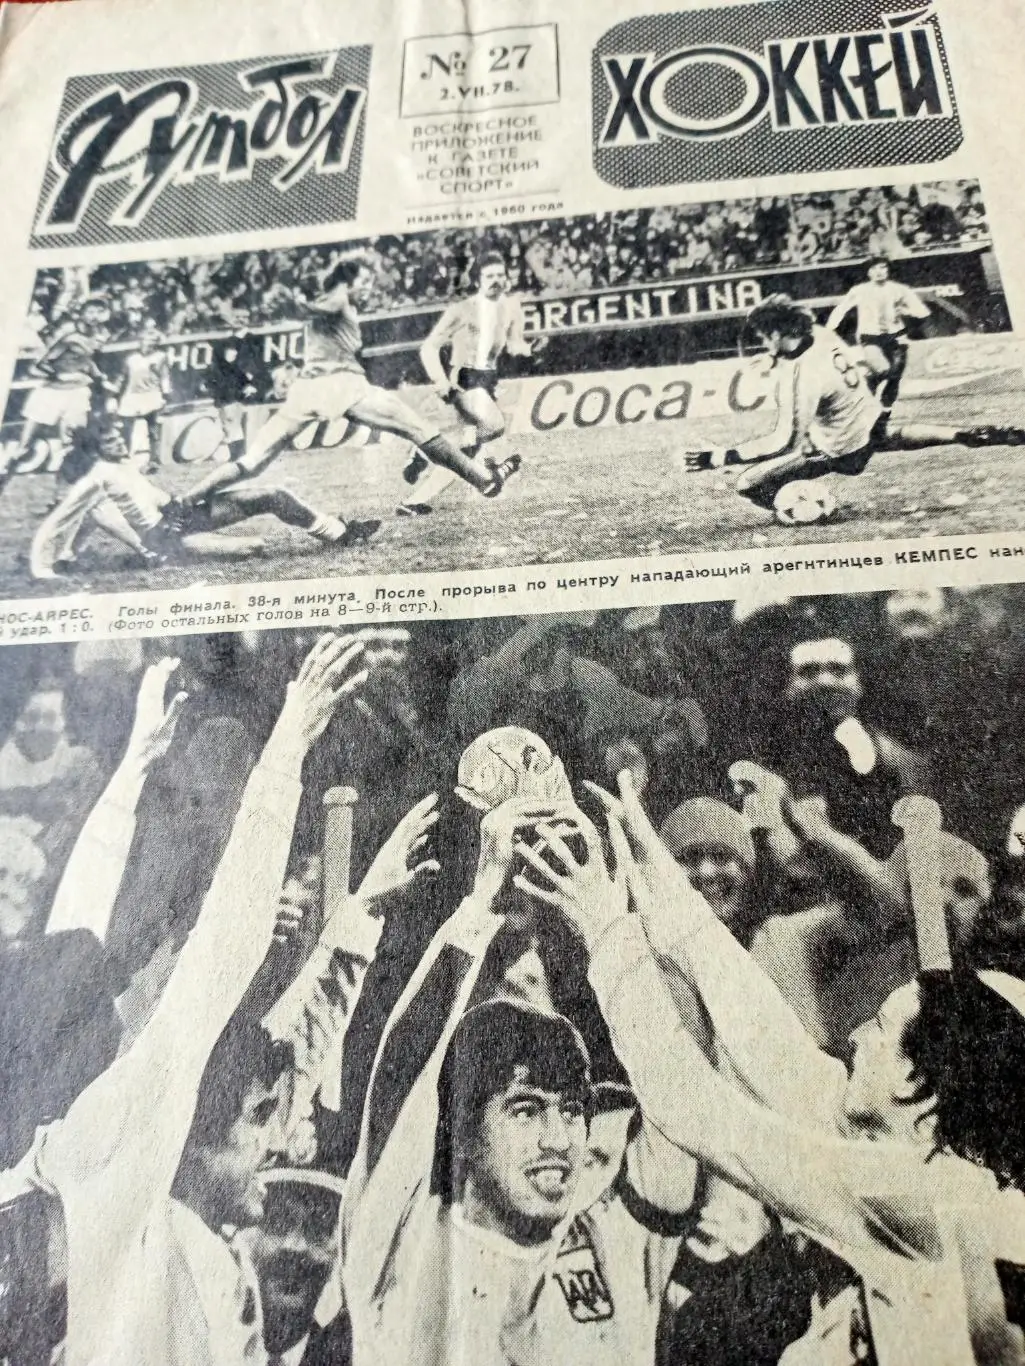 Футбол
№ 27
2.VII.78.
ВОСКРЕСНОЕ
ПРИЛОЖЕНИЕ
К ГАЗЕТЕ
«СОВЕТСКИЙ
СПОРТ»
Издается с 1960 года
ХОККЕЙ
ARGENTINA
Coca-C
НОС-АЙРЕС. Голы финала. 38-я минута. После прорыва по центру нападающий арегнтинцев КЕМПЕС нан
й удар. 1:0. (Фото остальных голов на 8—9-й стр.).